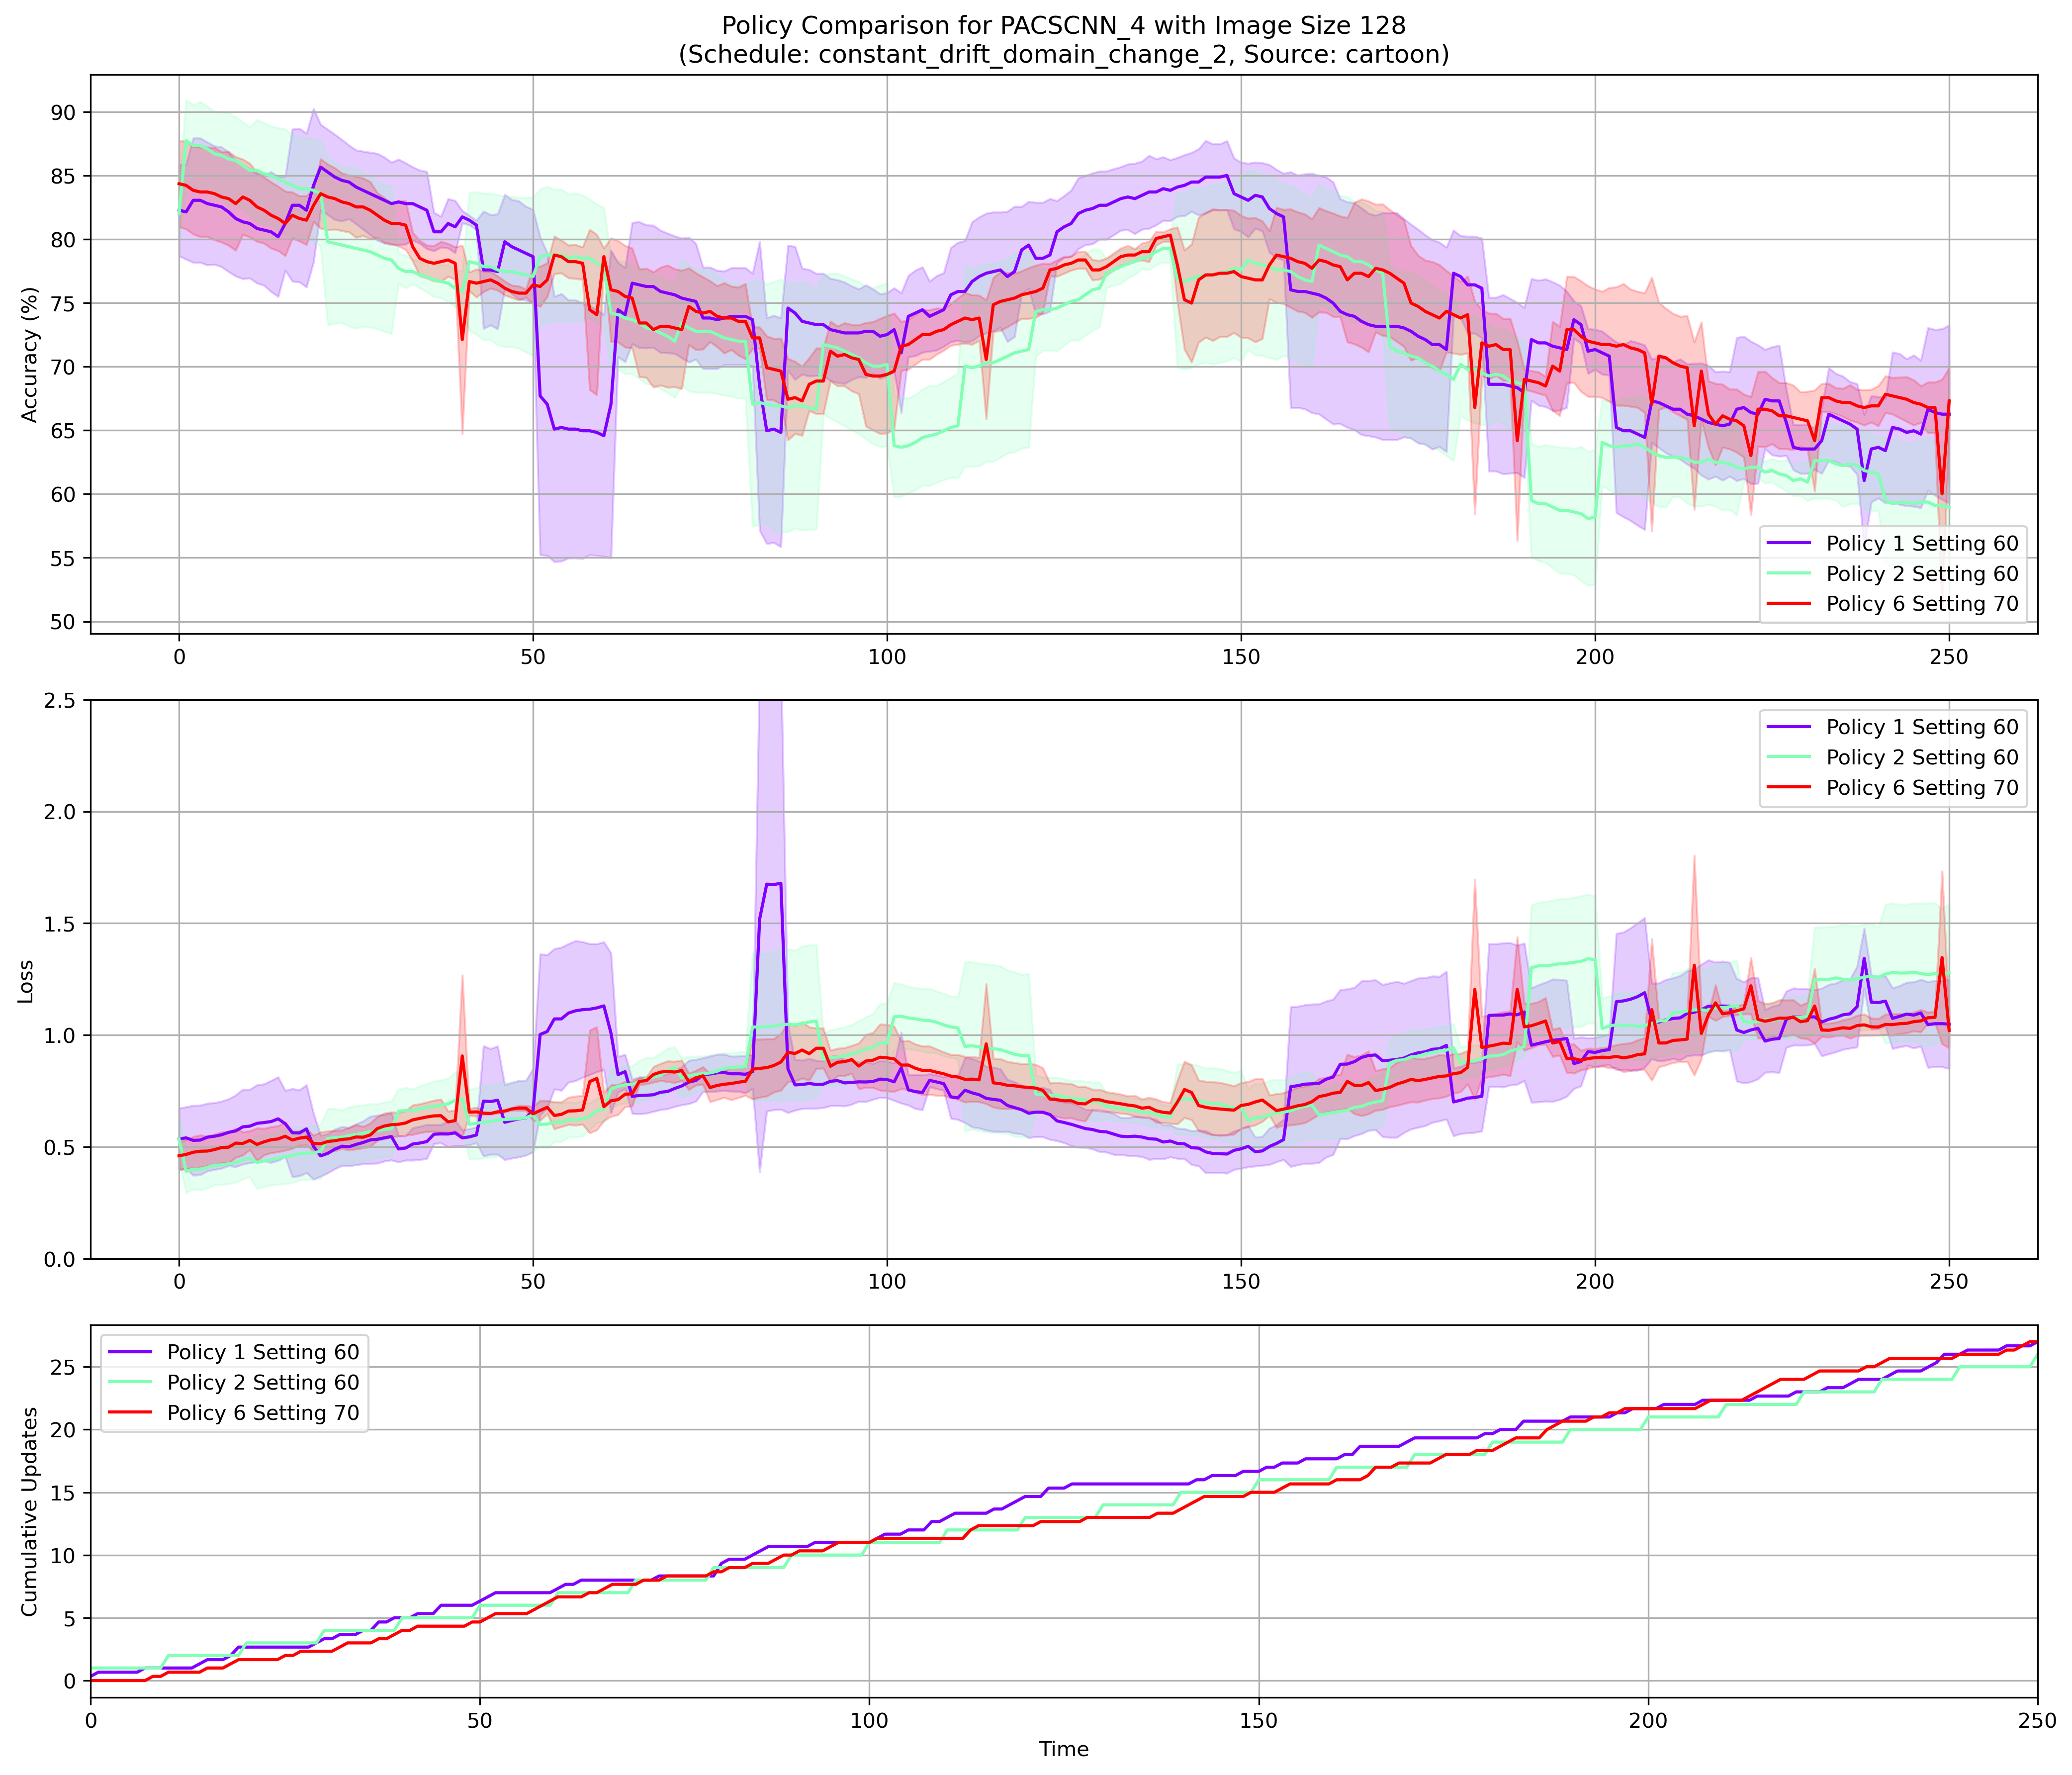 Policy Comparison for PACSCNN_4 with Image Size 128
(Schedule: constant_drift_domain_change_2, Source: cartoon)
90
85
80
75
70
65
60
55
50
Accuracy (%)
Policy 1 Setting 60
Policy 2 Setting 60
Policy 6 Setting 70
0 50 100 150 200 250
2.5
2.0
1.5
1.0
0.5
0.0
Loss
Policy 1 Setting 60
Policy 2 Setting 60
Policy 6 Setting 70
0 50 100 150 200 250
25
20
15
10
5
0
Cumulative Updates
Policy 1 Setting 60
Policy 2 Setting 60
Policy 6 Setting 70
0 50 100 150 200 250
Time